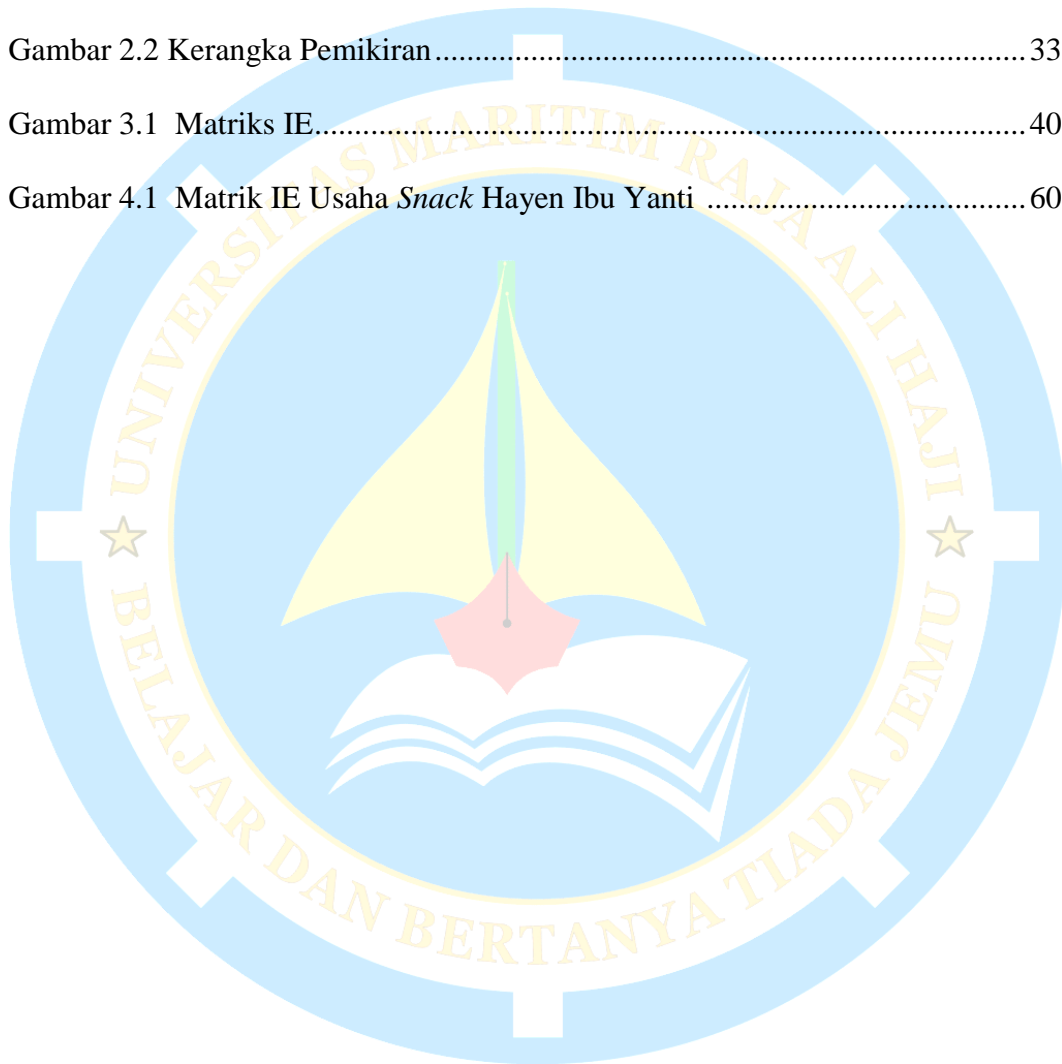 Gambar 2.2 Kerangka Pemikiran........................................................................ 33
Gambar 3.1  Matriks IE...................................................................................... 40
Gambar 4.1  Matrik IE Usaha Snack Hayen Ibu Yanti ........................................ 60
UNIVERSITAS MARITIM RAJA ALI HAJI
BELAJAR DAN BERTANYA TIADA JEMU